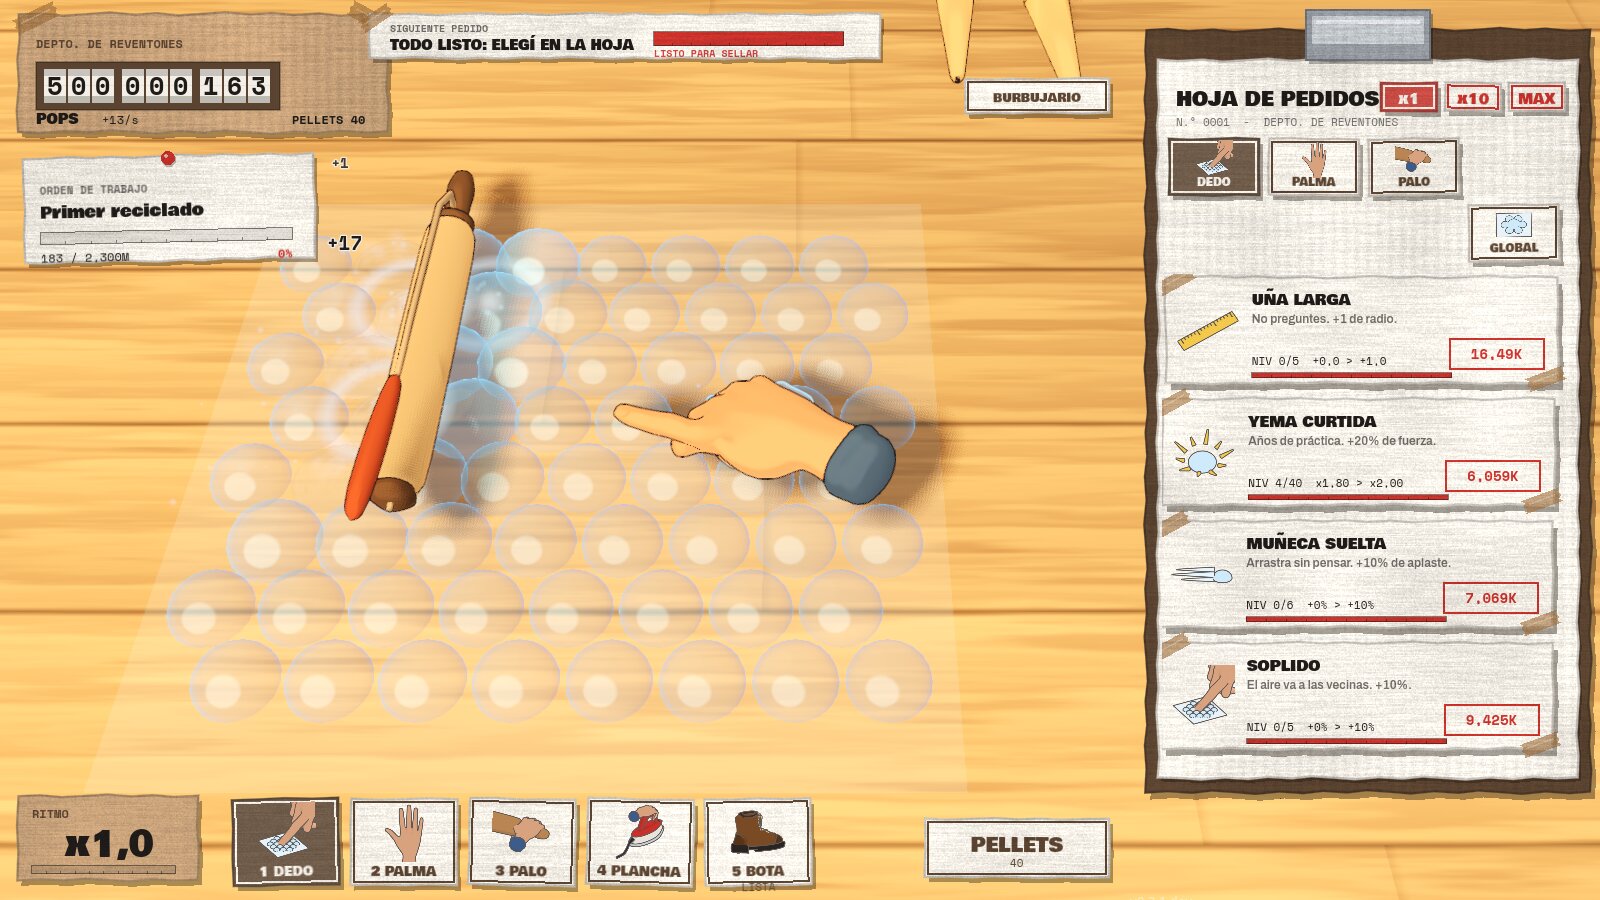 DEPTO. DE REVENTONES
500 000 163
POPS +13/s PELLETS 40
SIGUIENTE PEDIDO
TODO LISTO: ELEGÍ EN LA HOJA
LISTO PARA SELLAR
BURBUJARIO
ORDEN DE TRABAJO
Primer reciclado
183 / 2,300M 0%
+1
+17
HOJA DE PEDIDOS x1 x10 MAX
N.º 0001 - DEPTO. DE REVENTONES
DEDO PALMA PALO
GLOBAL
UÑA LARGA
No preguntes. +1 de radio.
NIV 0/5 +0,0 > +1,0 16,49K
YEMA CURTIDA
Años de práctica. +20% de fuerza.
NIV 4/40 x1,80 > x2,00 6,059K
MUÑECA SUELTA
Arrastra sin pensar. +10% de aplaste.
NIV 0/6 +0% > +10% 7,069K
SOPLIDO
El aire va a las vecinas. +10%.
NIV 0/5 +0% > +10% 9,425K
RITMO
x1,0
1 DEDO 2 PALMA 3 PALO 4 PLANCHA 5 BOTA
LISTA
PELLETS
40